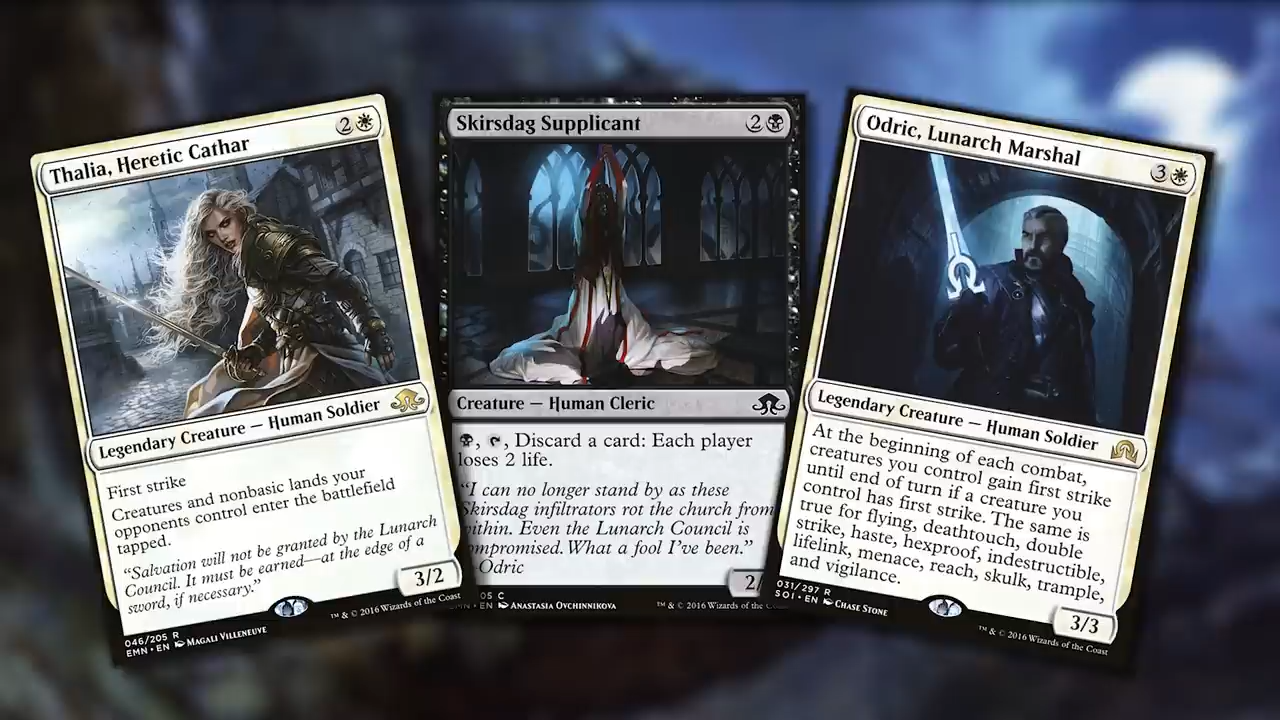 Thalia, Heretic Cathar
2
Legendary Creature — Human Soldier
First strike
Creatures and nonbasic lands your
opponents control enter the battlefield
tapped.
“Salvation will not be granted by the Lunarch
Council. It must be earned—at the edge of a
sword, if necessary.”
3/2
046/205 R
EMN • EN MAGALI VILLENEUVE
™ & © 2016 Wizards of the Coast
Skirsdag Supplicant
2
Creature — Human Cleric
, , Discard a card: Each player
loses 2 life.
“I can no longer stand by as these
Skirsdag infiltrators rot the church from
within. Even the Lunarch Council is
compromised. What a fool I’ve been.”
Odric
2/
05 C
EMN • EN ANASTASIA OVCHINNIKOVA
™ & © 2016 Wizards of the Co
Odric, Lunarch Marshal
3
Legendary Creature — Human Soldier
At the beginning of each combat,
creatures you control gain first strike
until end of turn if a creature you
control has first strike. The same is
true for flying, deathtouch, double
strike, haste, hexproof, indestructible,
lifelink, menace, reach, skulk, trample,
and vigilance.
3/3
031/297 R
SOI • EN CHASE STONE
™ & © 2016 Wizards of the Coast